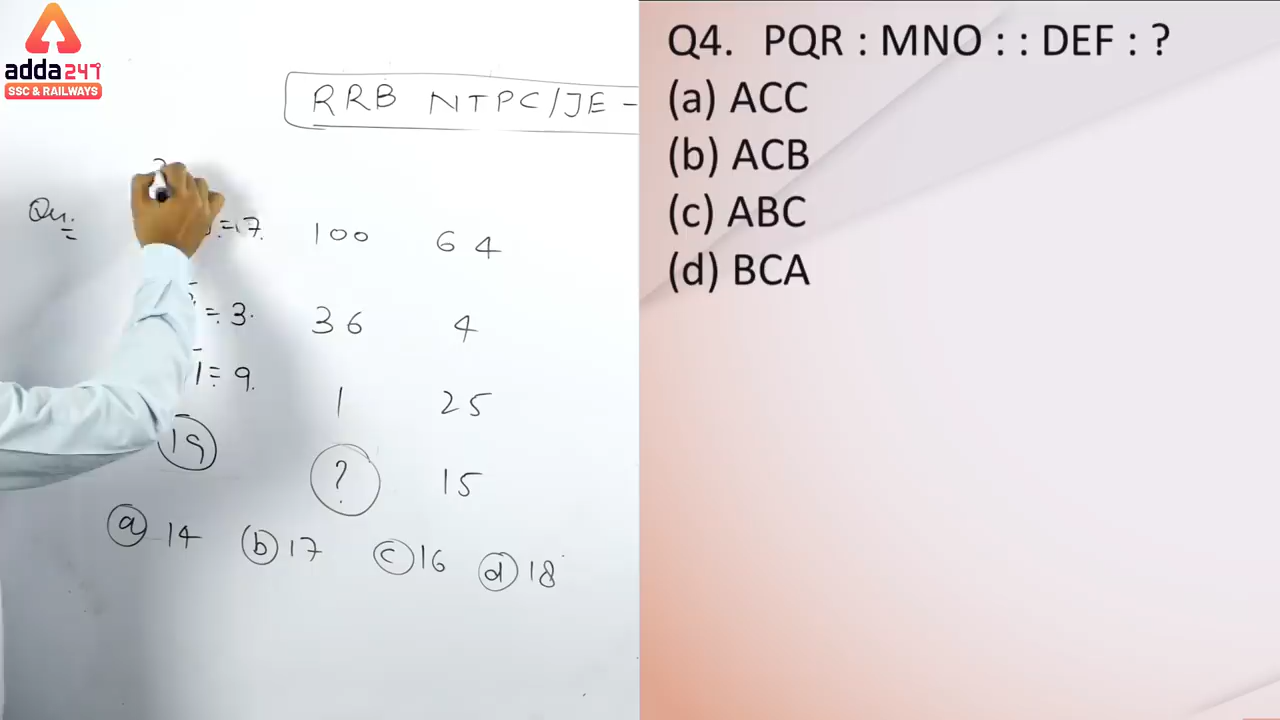 adda247
SSC & RAILWAYS
RRB NTPC/JE -
Qu.
=17. 100 64
= 3. 36 4
1 = 9. 1 25
19 ? 15
(a) 14 (b) 17 (c) 16 (d) 18
Q4. PQR : MNO : : DEF : ?
(a) ACC
(b) ACB
(c) ABC
(d) BCA